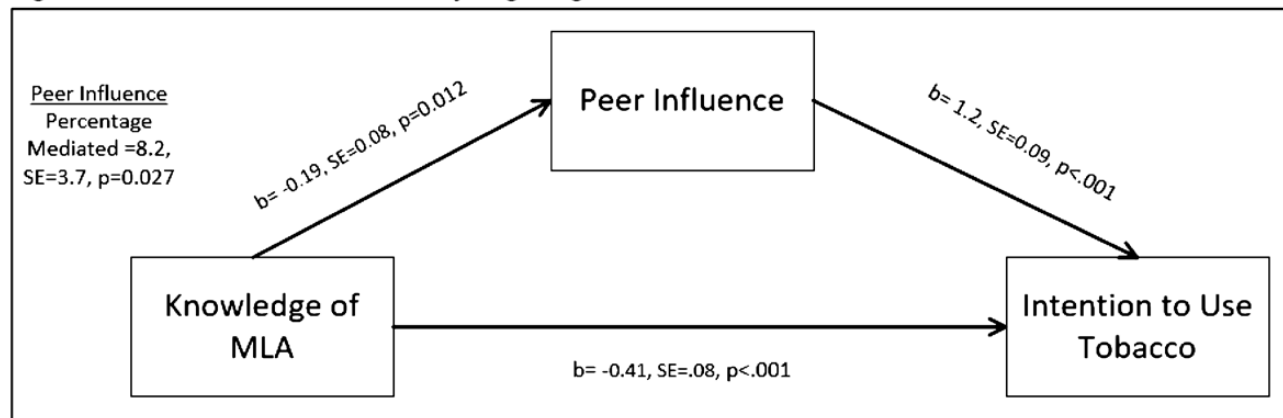 Peer Influence
Percentage
Mediated =8.2,
SE=3.7, p=0.027
b= -0.19, SE=0.08, p=0.012
Peer Influence
b= 1.2, SE=0.09, p<.001
Knowledge of
MLA
b= -0.41, SE=.08, p<.001
Intention to Use
Tobacco